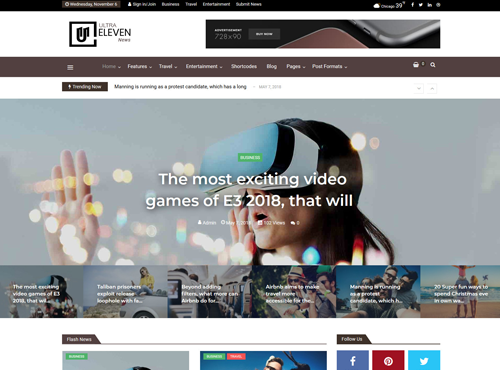 Wednesday, November 6
Sign in/Join Business Travel Entertainment Submit News
Chicago 39
ULTRA
ELEVEN
News
ADVERTISEMENT
728x90
BUY NOW
Home Features Travel Entertainment Shortcodes Blog Pages Post Formats
0
Trending Now
Manning is running as a protest candidate, which has a long
MAY 7, 2018
BUSINESS
The most exciting video
games of E3 2018, that will
Admin
Views
0
The most exciting
video games of E3
2018, that will...
Taliban prisoners
exploit release
loophole with fa...
Beyond adding
filters, what more can
Airbnb do for...
Airbnb aims to make
travel more
accessible for the...
Manning is running
as a protest
candidate, which h...
20 Super fun ways to
spend Christmas eve
in own wa...
Flash News
Follow Us
BUSINESS
BUSINESS TRAVEL